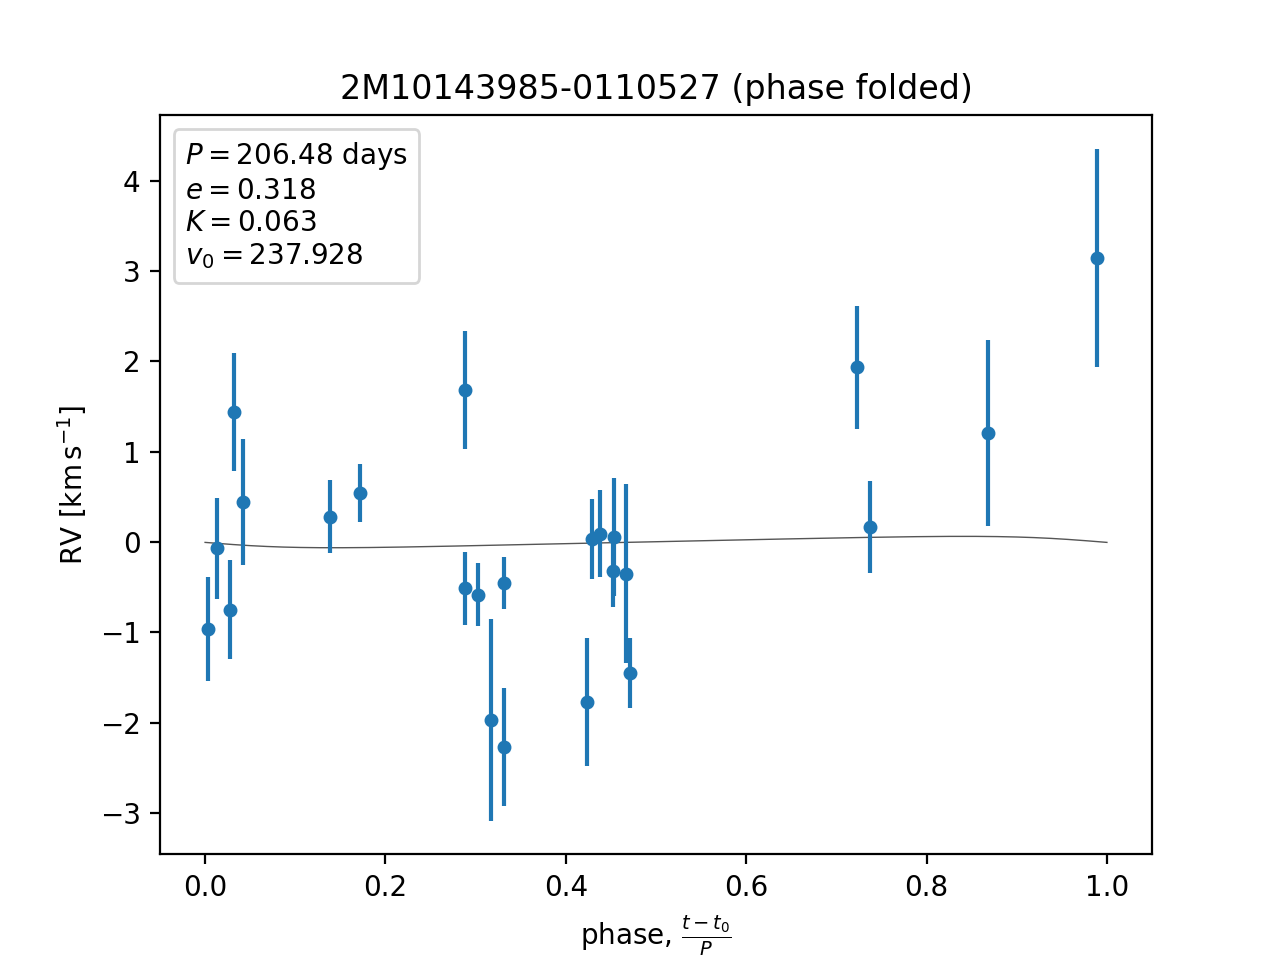 2M10143985-0110527 (phase folded)
P = 206.48 days
e = 0.318
K = 0.063
v₀ = 237.928
4
3
2
1
0
−1
−2
−3
RV [km s⁻¹]
0.0 0.2 0.4 0.6 0.8 1.0
phase, (t − t₀)/P